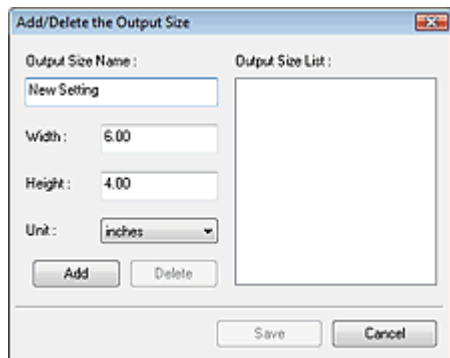 Add/Delete the Output Size
Output Size Name :
New Setting
Width :
6.00
Height :
4.00
Unit :
inches
Add
Delete
Output Size List :
Save
Cancel